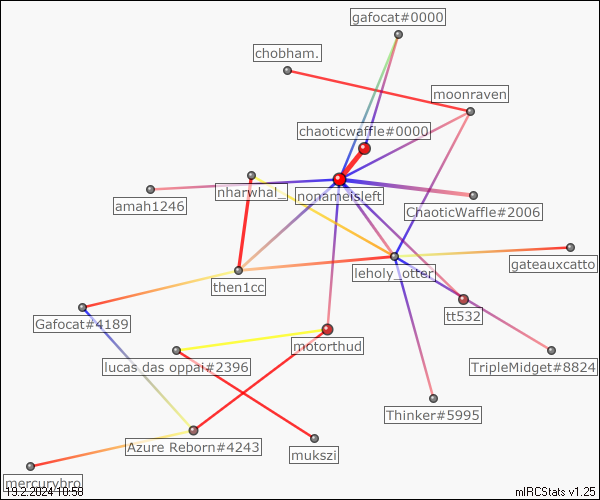 gafocat#0000
chobham.
moonraven
chaoticwaffle#0000
nharwhal_
nonameisleft
amah1246
ChaoticWaffle#2006
gateauxcatto
leholy_otter
then1cc
tt532
Gafocat#4189
motorthud
lucas das oppai#2396
TripleMidget#8824
Thinker#5995
Azure Reborn#4243
mukszi
mercurybro
19.2.2024 10:58
mIRCStats v1.25